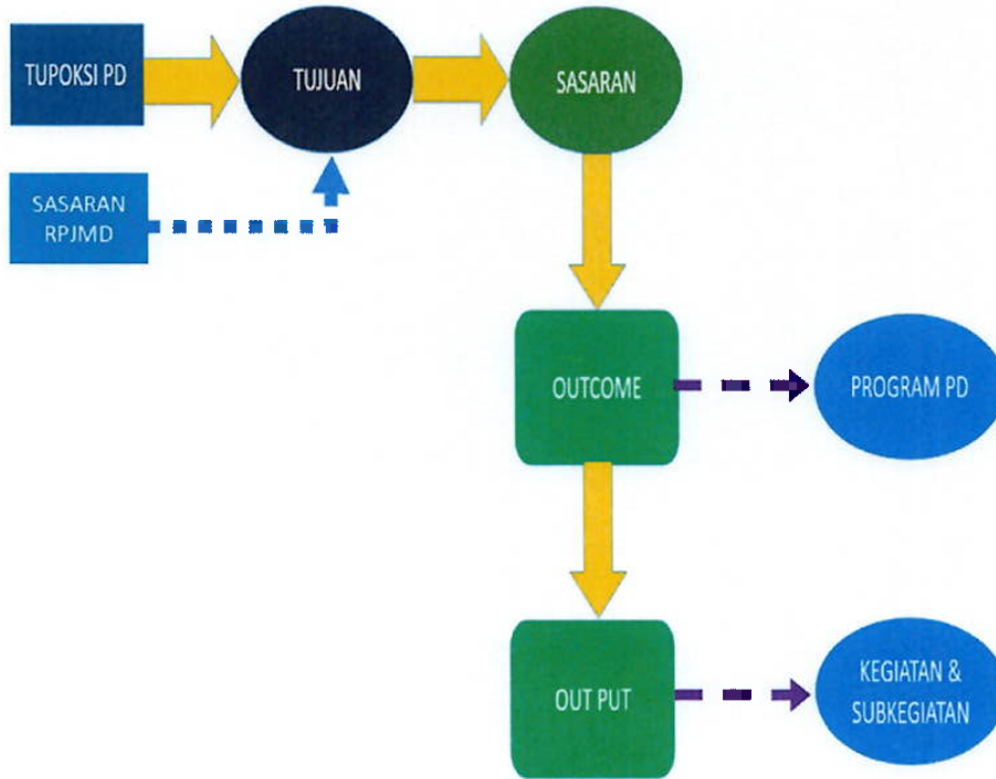 TUPOKSI PD
TUJUAN
SASARAN
SASARAN
RPJMD
OUTCOME
PROGRAM PD
OUT PUT
KEGIATAN &
SUBKEGIATAN